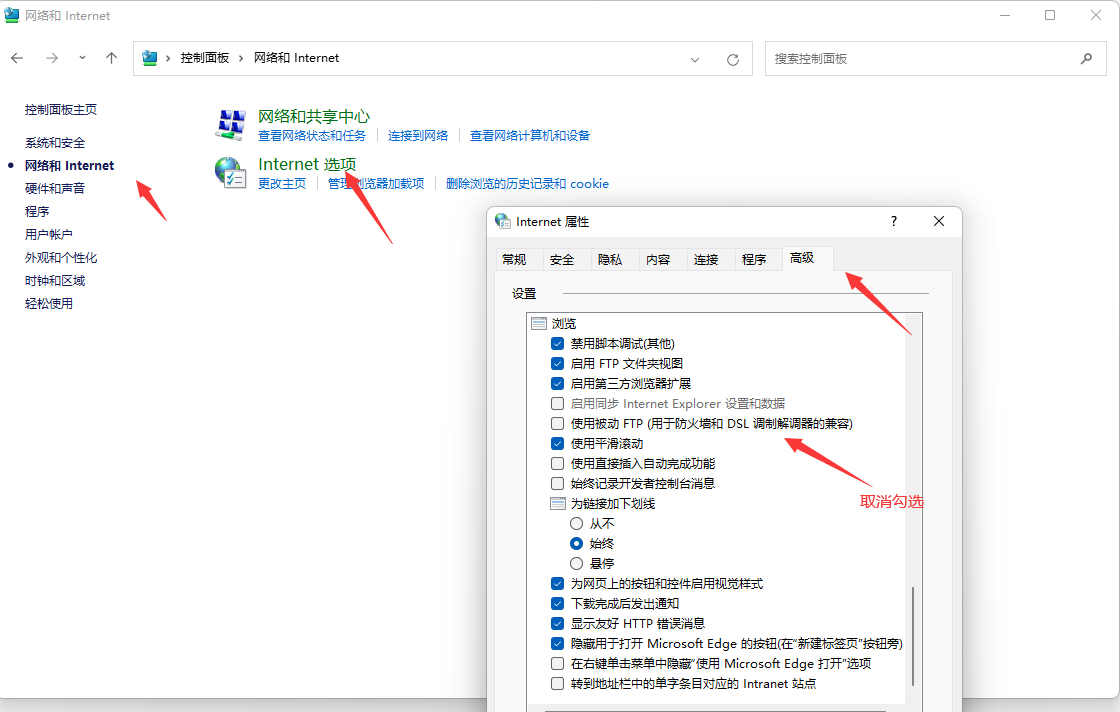 网络和 Internet
控制面板 网络和 Internet
搜索控制面板
控制面板主页
系统和安全
网络和 Internet
硬件和声音
程序
用户帐户
外观和个性化
时钟和区域
轻松使用
网络和共享中心
查看网络状态和任务 连接到网络 查看网络计算机和设备
Internet 选项
更改主页 管理浏览器加载项 删除浏览的历史记录和 cookie
Internet 属性 ?
常规 安全 隐私 内容 连接 程序 高级
设置
浏览
禁用脚本调试(其他)
启用 FTP 文件夹视图
启用第三方浏览器扩展
启用同步 Internet Explorer 设置和数据
使用被动 FTP (用于防火墙和 DSL 调制解调器的兼容)
使用平滑滚动
使用直接插入自动完成功能
始终记录开发者控制台消息
取消勾选
为链接加下划线
从不
始终
悬停
为网页上的按钮和控件启用视觉样式
下载完成后发出通知
显示友好 HTTP 错误消息
隐藏用于打开 Microsoft Edge 的按钮(在"新建标签页"按钮旁)
在右键单击菜单中隐藏"使用 Microsoft Edge 打开"选项
转到地址栏中的单字条目对应的 Intranet 站点